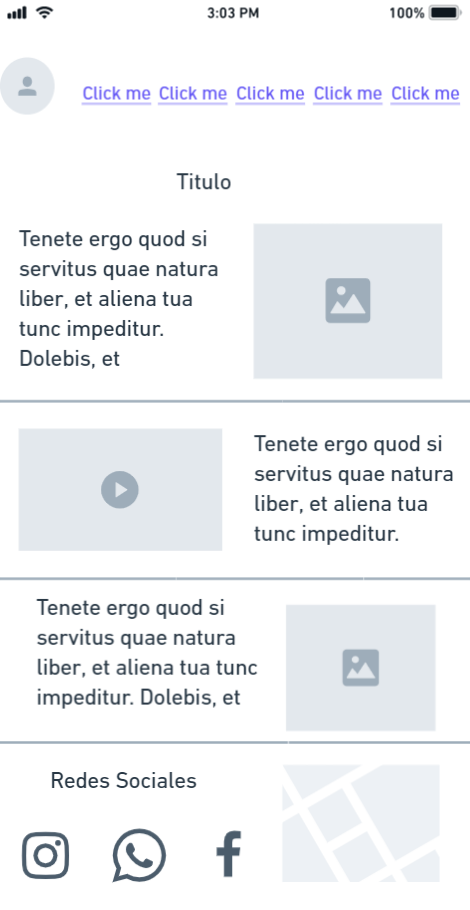 3:03 PM
100%
Click me Click me Click me Click me Click me
Titulo
Tenete ergo quod si
servitus quae natura
liber, et aliena tua
tunc impeditur.
Dolebis, et
Tenete ergo quod si
servitus quae natura
liber, et aliena tua
tunc impeditur.
Tenete ergo quod si
servitus quae natura
liber, et aliena tua tunc
impeditur. Dolebis, et
Redes Sociales